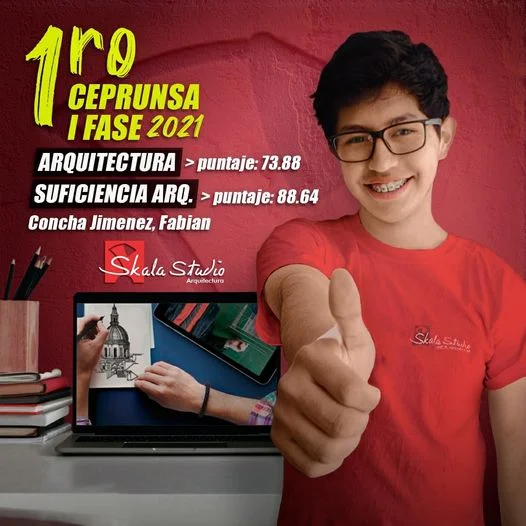 1ro
CEPRUNSA
I FASE 2021
ARQUITECTURA > puntaje: 73.88
SUFICIENCIA ARQ. > puntaje: 88.64
Concha Jimenez, Fabian
Skala Studio
Arquitectura
Skala Studio